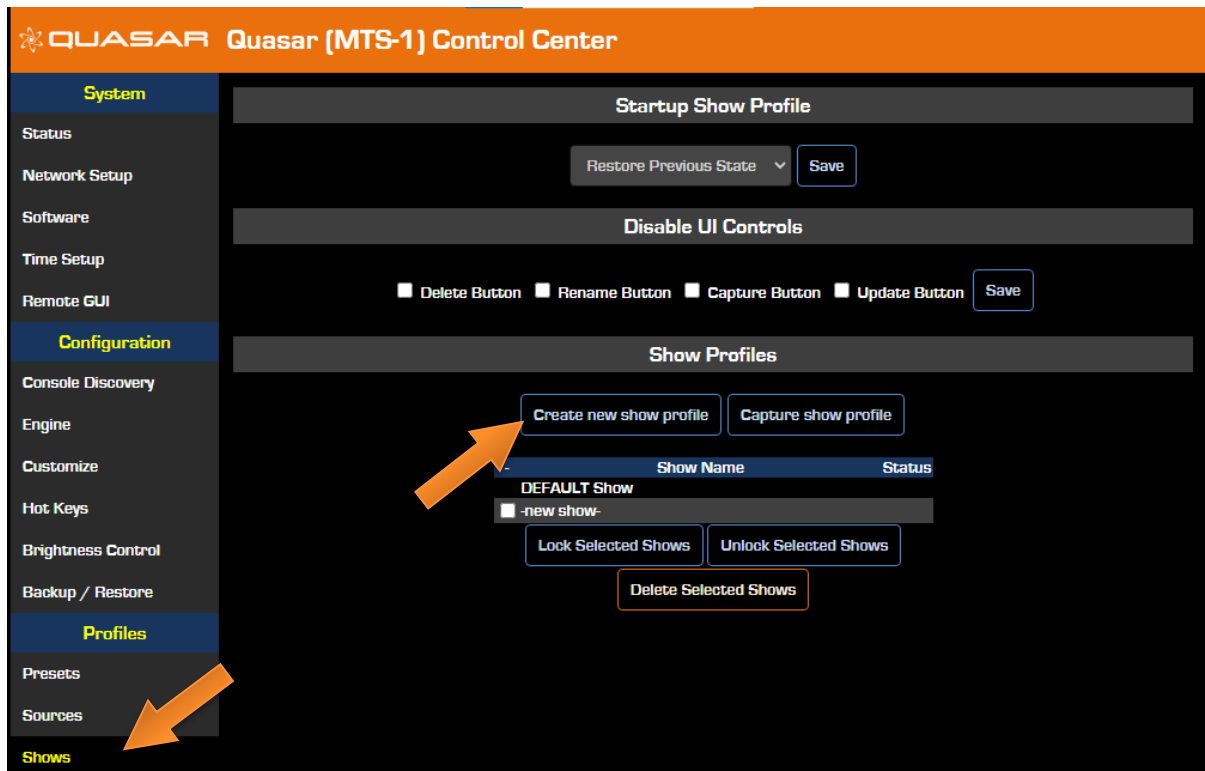 QUASAR Quasar (MTS-1) Control Center
System
Status
Network Setup
Software
Time Setup
Remote GUI
Configuration
Console Discovery
Engine
Customize
Hot Keys
Brightness Control
Backup / Restore
Profiles
Presets
Sources
Shows
Startup Show Profile
Restore Previous State Save
Disable UI Controls
Delete Button Rename Button Capture Button Update Button Save
Show Profiles
Create new show profile Capture show profile
- Show Name Status
DEFAULT Show
-new show-
Lock Selected Shows Unlock Selected Shows
Delete Selected Shows